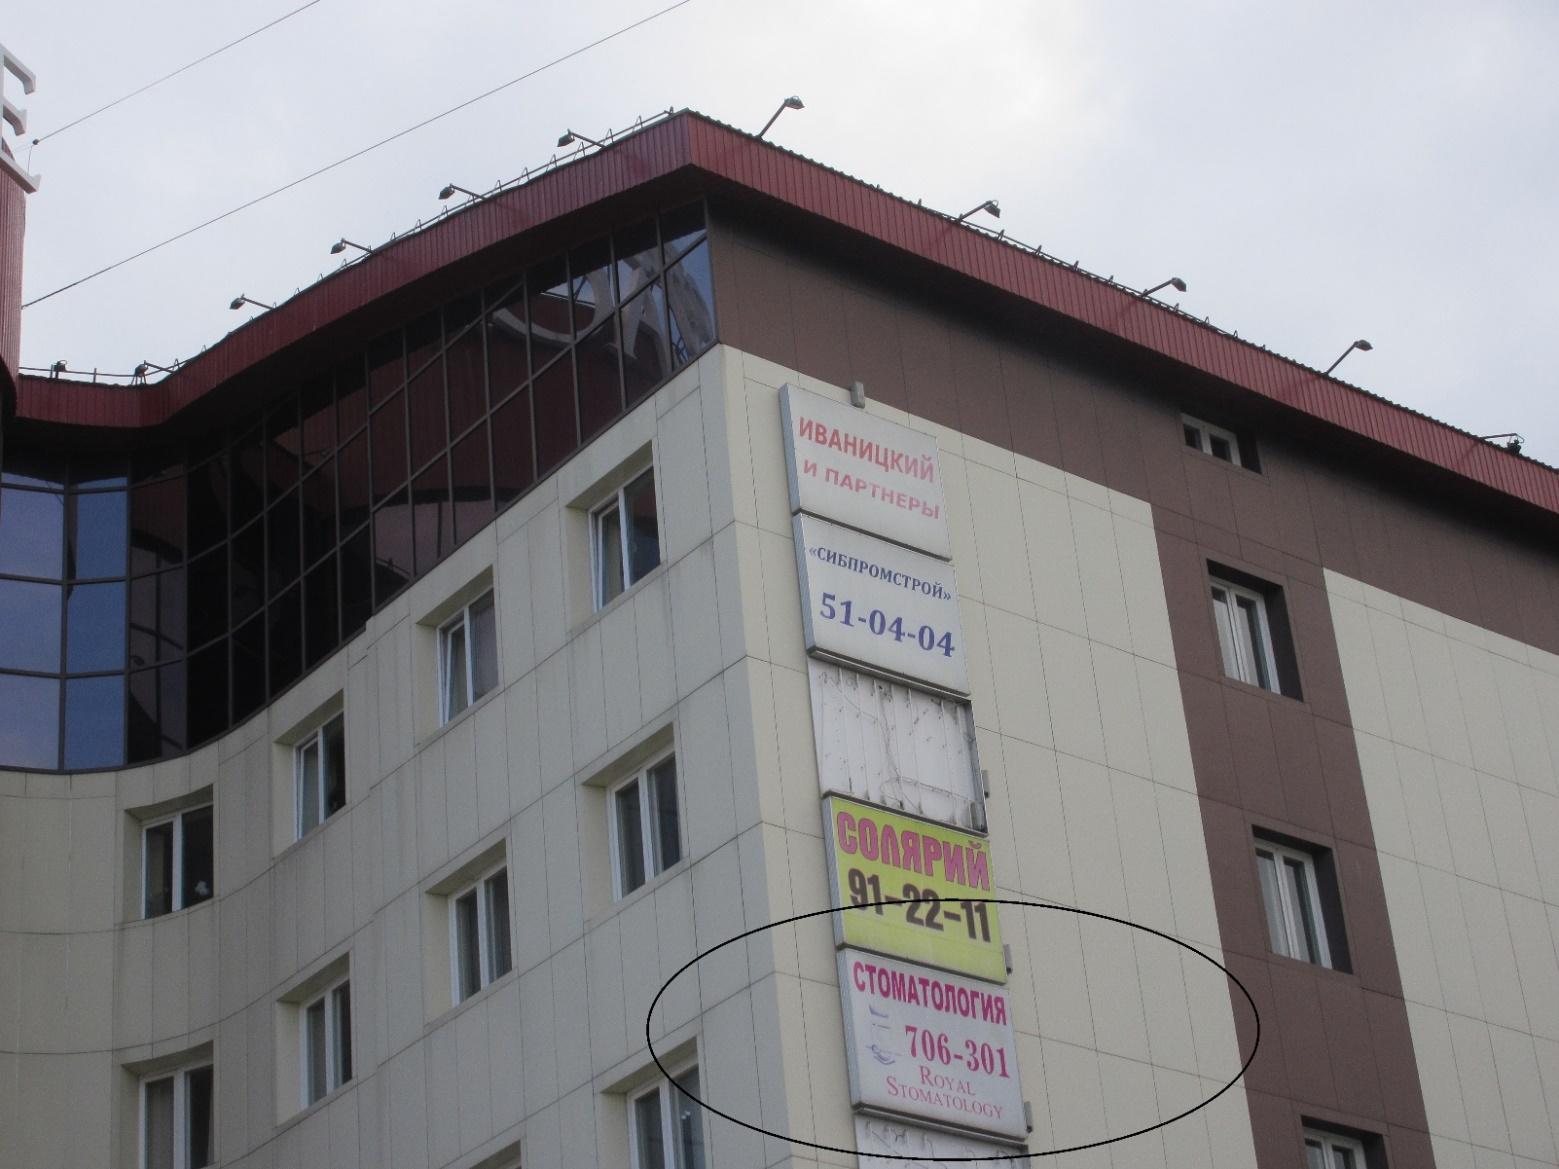 E
ИВАНИЦКИЙ
И ПАРТНЕРЫ
«СИБПРОМСТРОЙ»
51-04-04
СОЛЯРИЙ
91-22-11
СТОМАТОЛОГИЯ
706-301
ROYAL
STOMATOLOGY